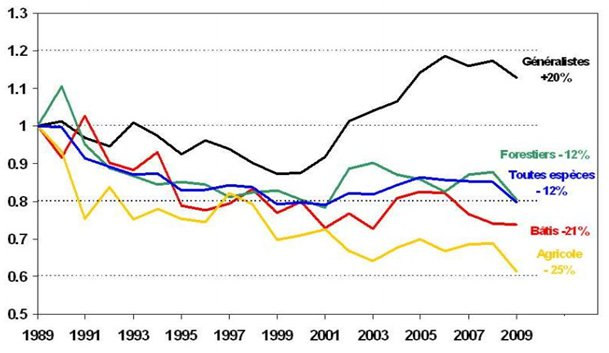 1.3
1.2
1.1
1
0.9
0.8
0.7
0.6
0.5
1989 1991 1993 1995 1997 1999 2001 2003 2005 2007 2009
Généralistes
+20%
Forestiers -12%
Toutes espèces
- 12%
Bâtis -21%
Agricole
- 25%